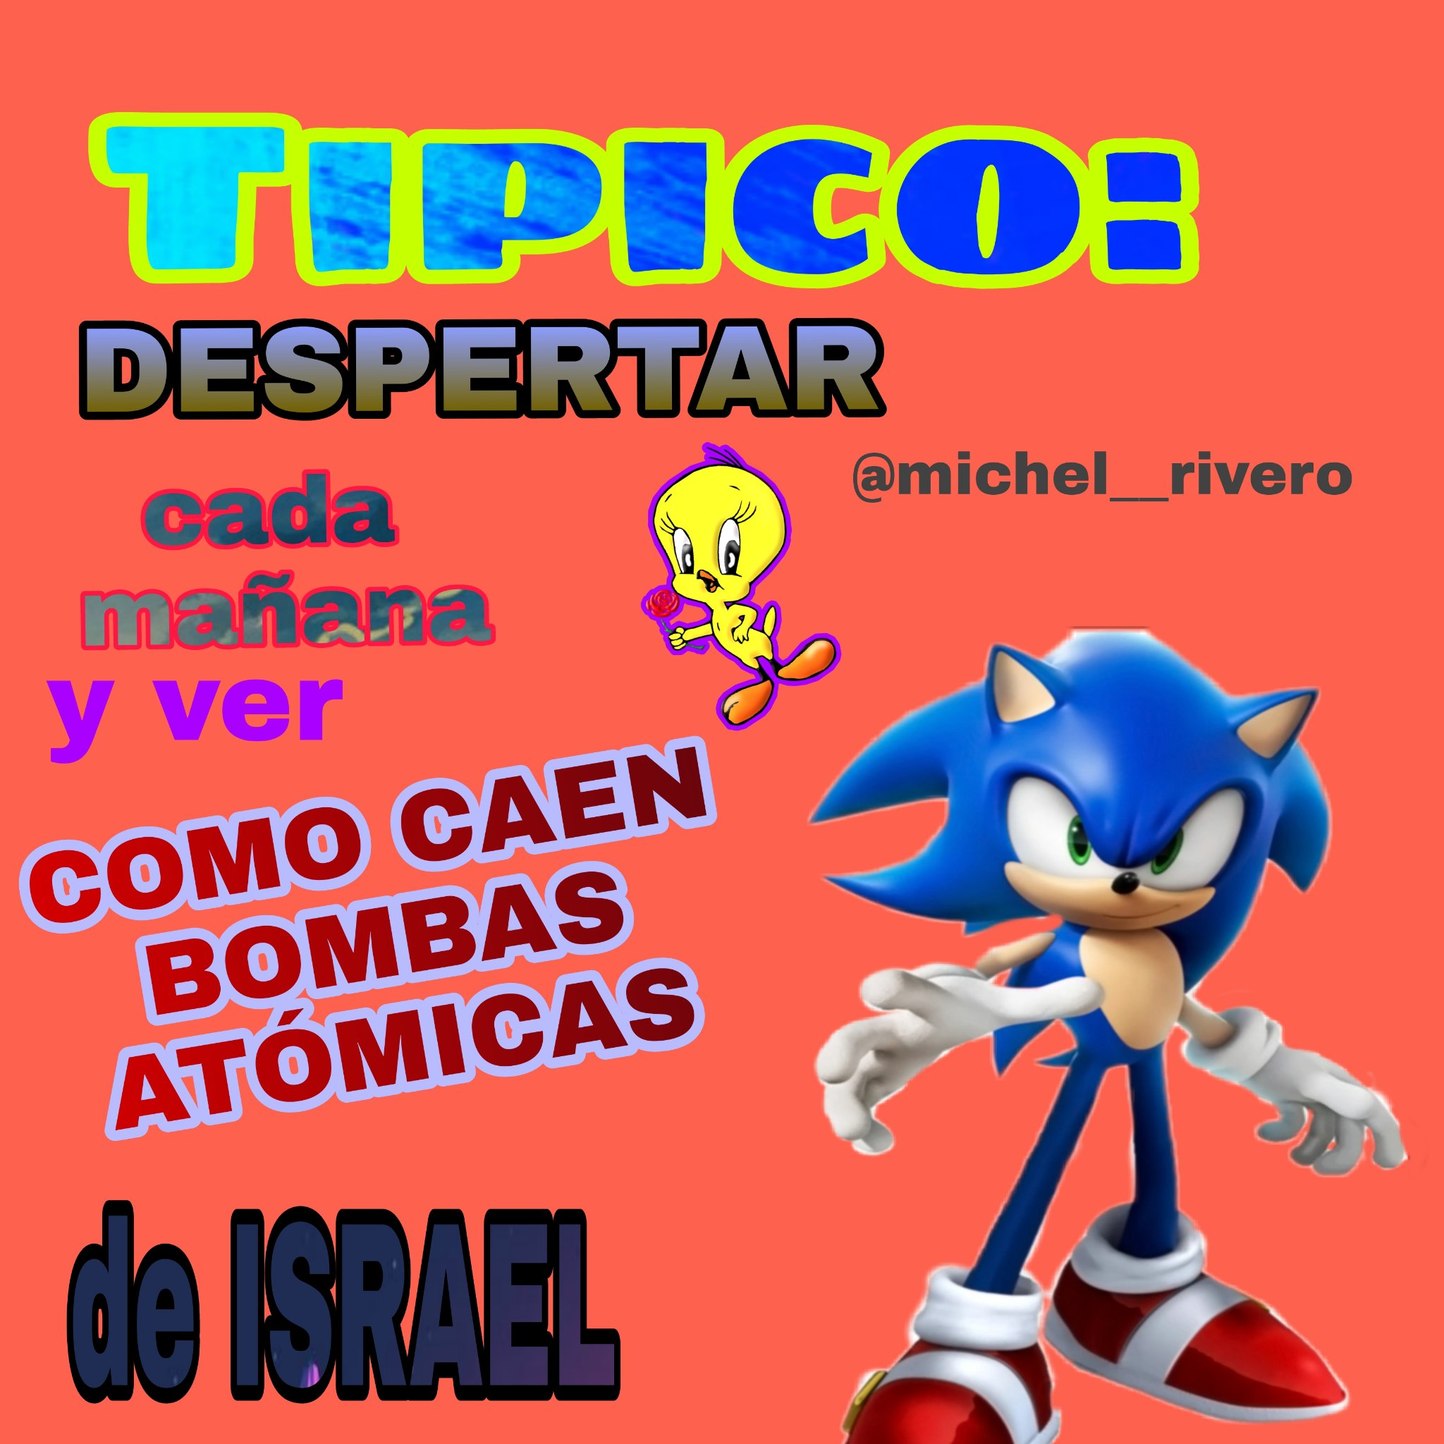 TIPICO:
DESPERTAR
@michel__rivero
cada
mañana
y ver
COMO CAEN
BOMBAS
ATÓMICAS
de ISRAEL